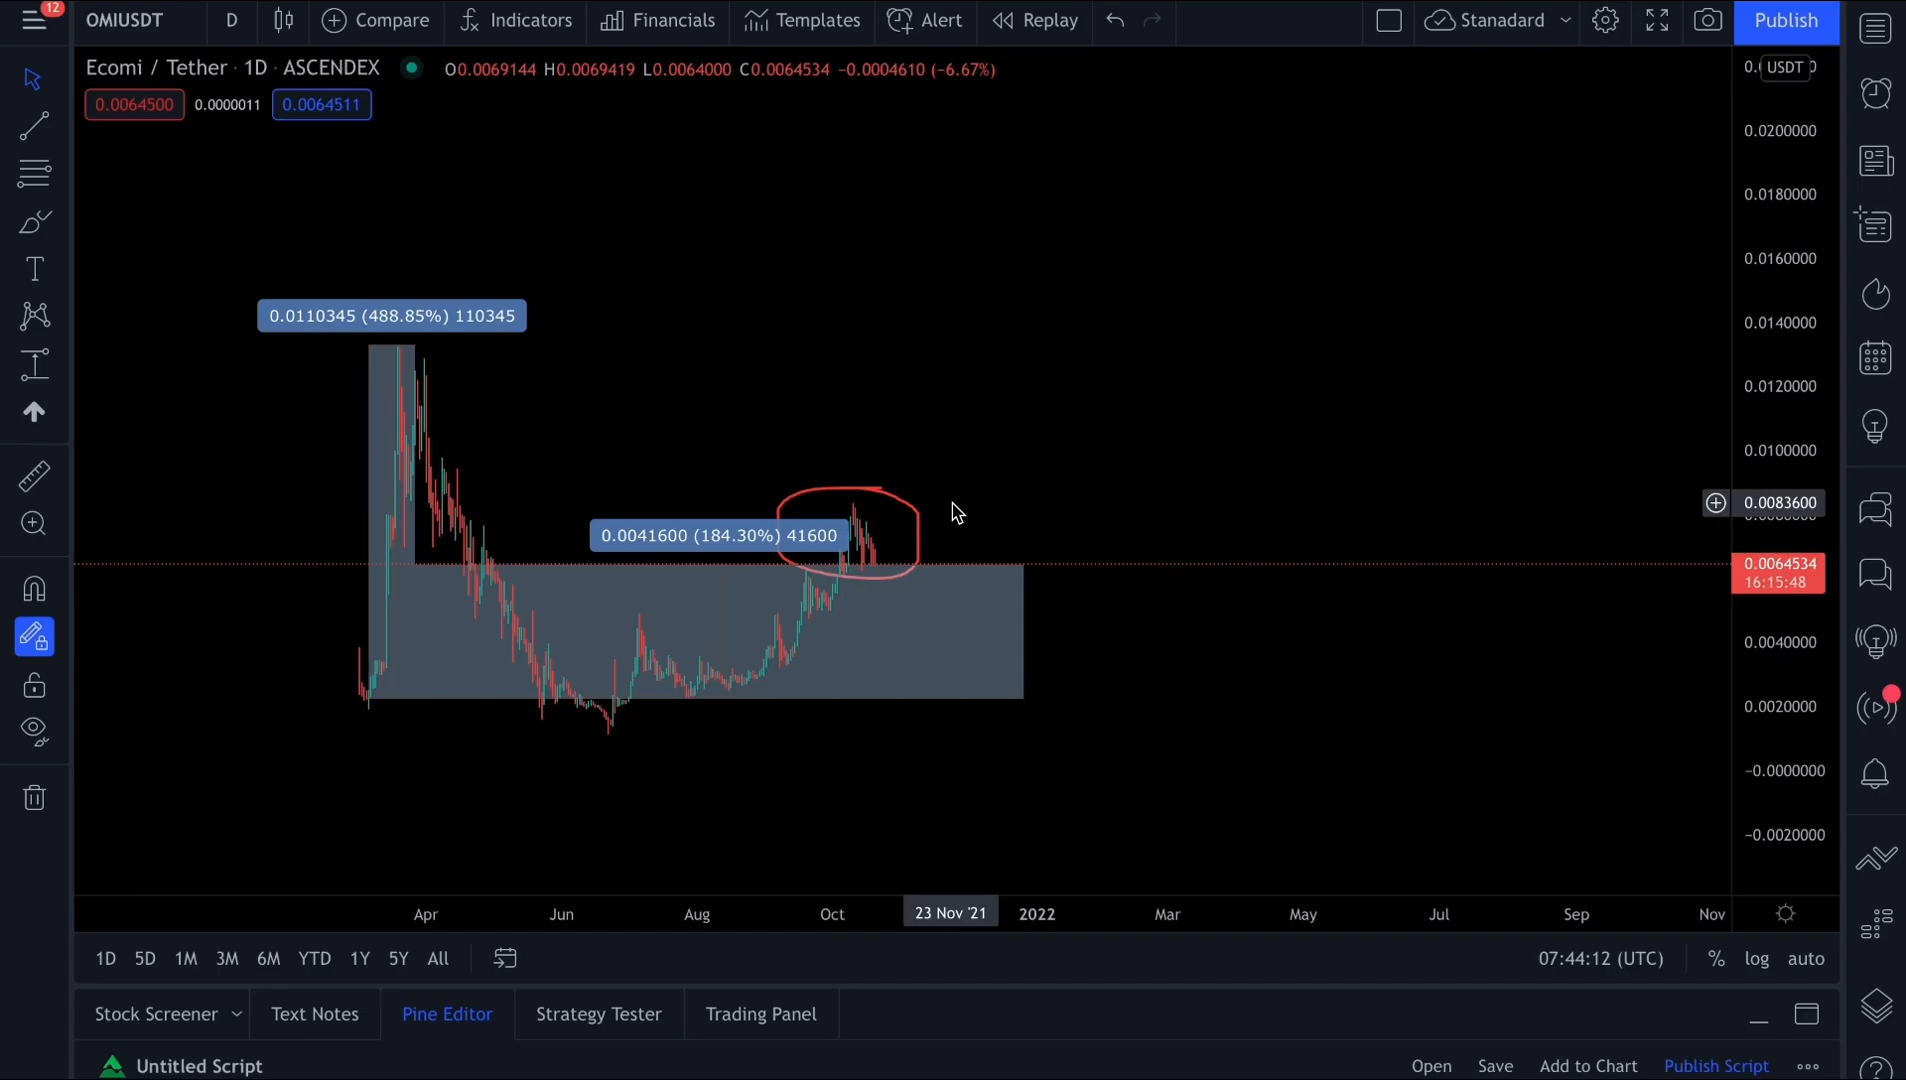 12
OMIUSDT D Compare Indicators Financials Templates Alert Replay Stanadard Publish
Ecomi / Tether · 1D · ASCENDEX O0.0069144 H0.0069419 L0.0064000 C0.0064534 −0.0004610 (−6.67%)
0.0064500 0.0000011 0.0064511
USDT
0.0200000
0.0180000
0.0160000
0.0110345 (488.85%) 110345
0.0140000
0.0120000
0.0100000
0.0083600
0.0041600 (184.30%) 41600
0.0064534
16:15:48
0.0040000
0.0020000
−0.0000000
−0.0020000
Apr Jun Aug Oct 23 Nov '21 2022 Mar May Jul Sep Nov
1D 5D 1M 3M 6M YTD 1Y 5Y All 07:44:12 (UTC) % log auto
Stock Screener Text Notes Pine Editor Strategy Tester Trading Panel
Untitled Script Open Save Add to Chart Publish Script